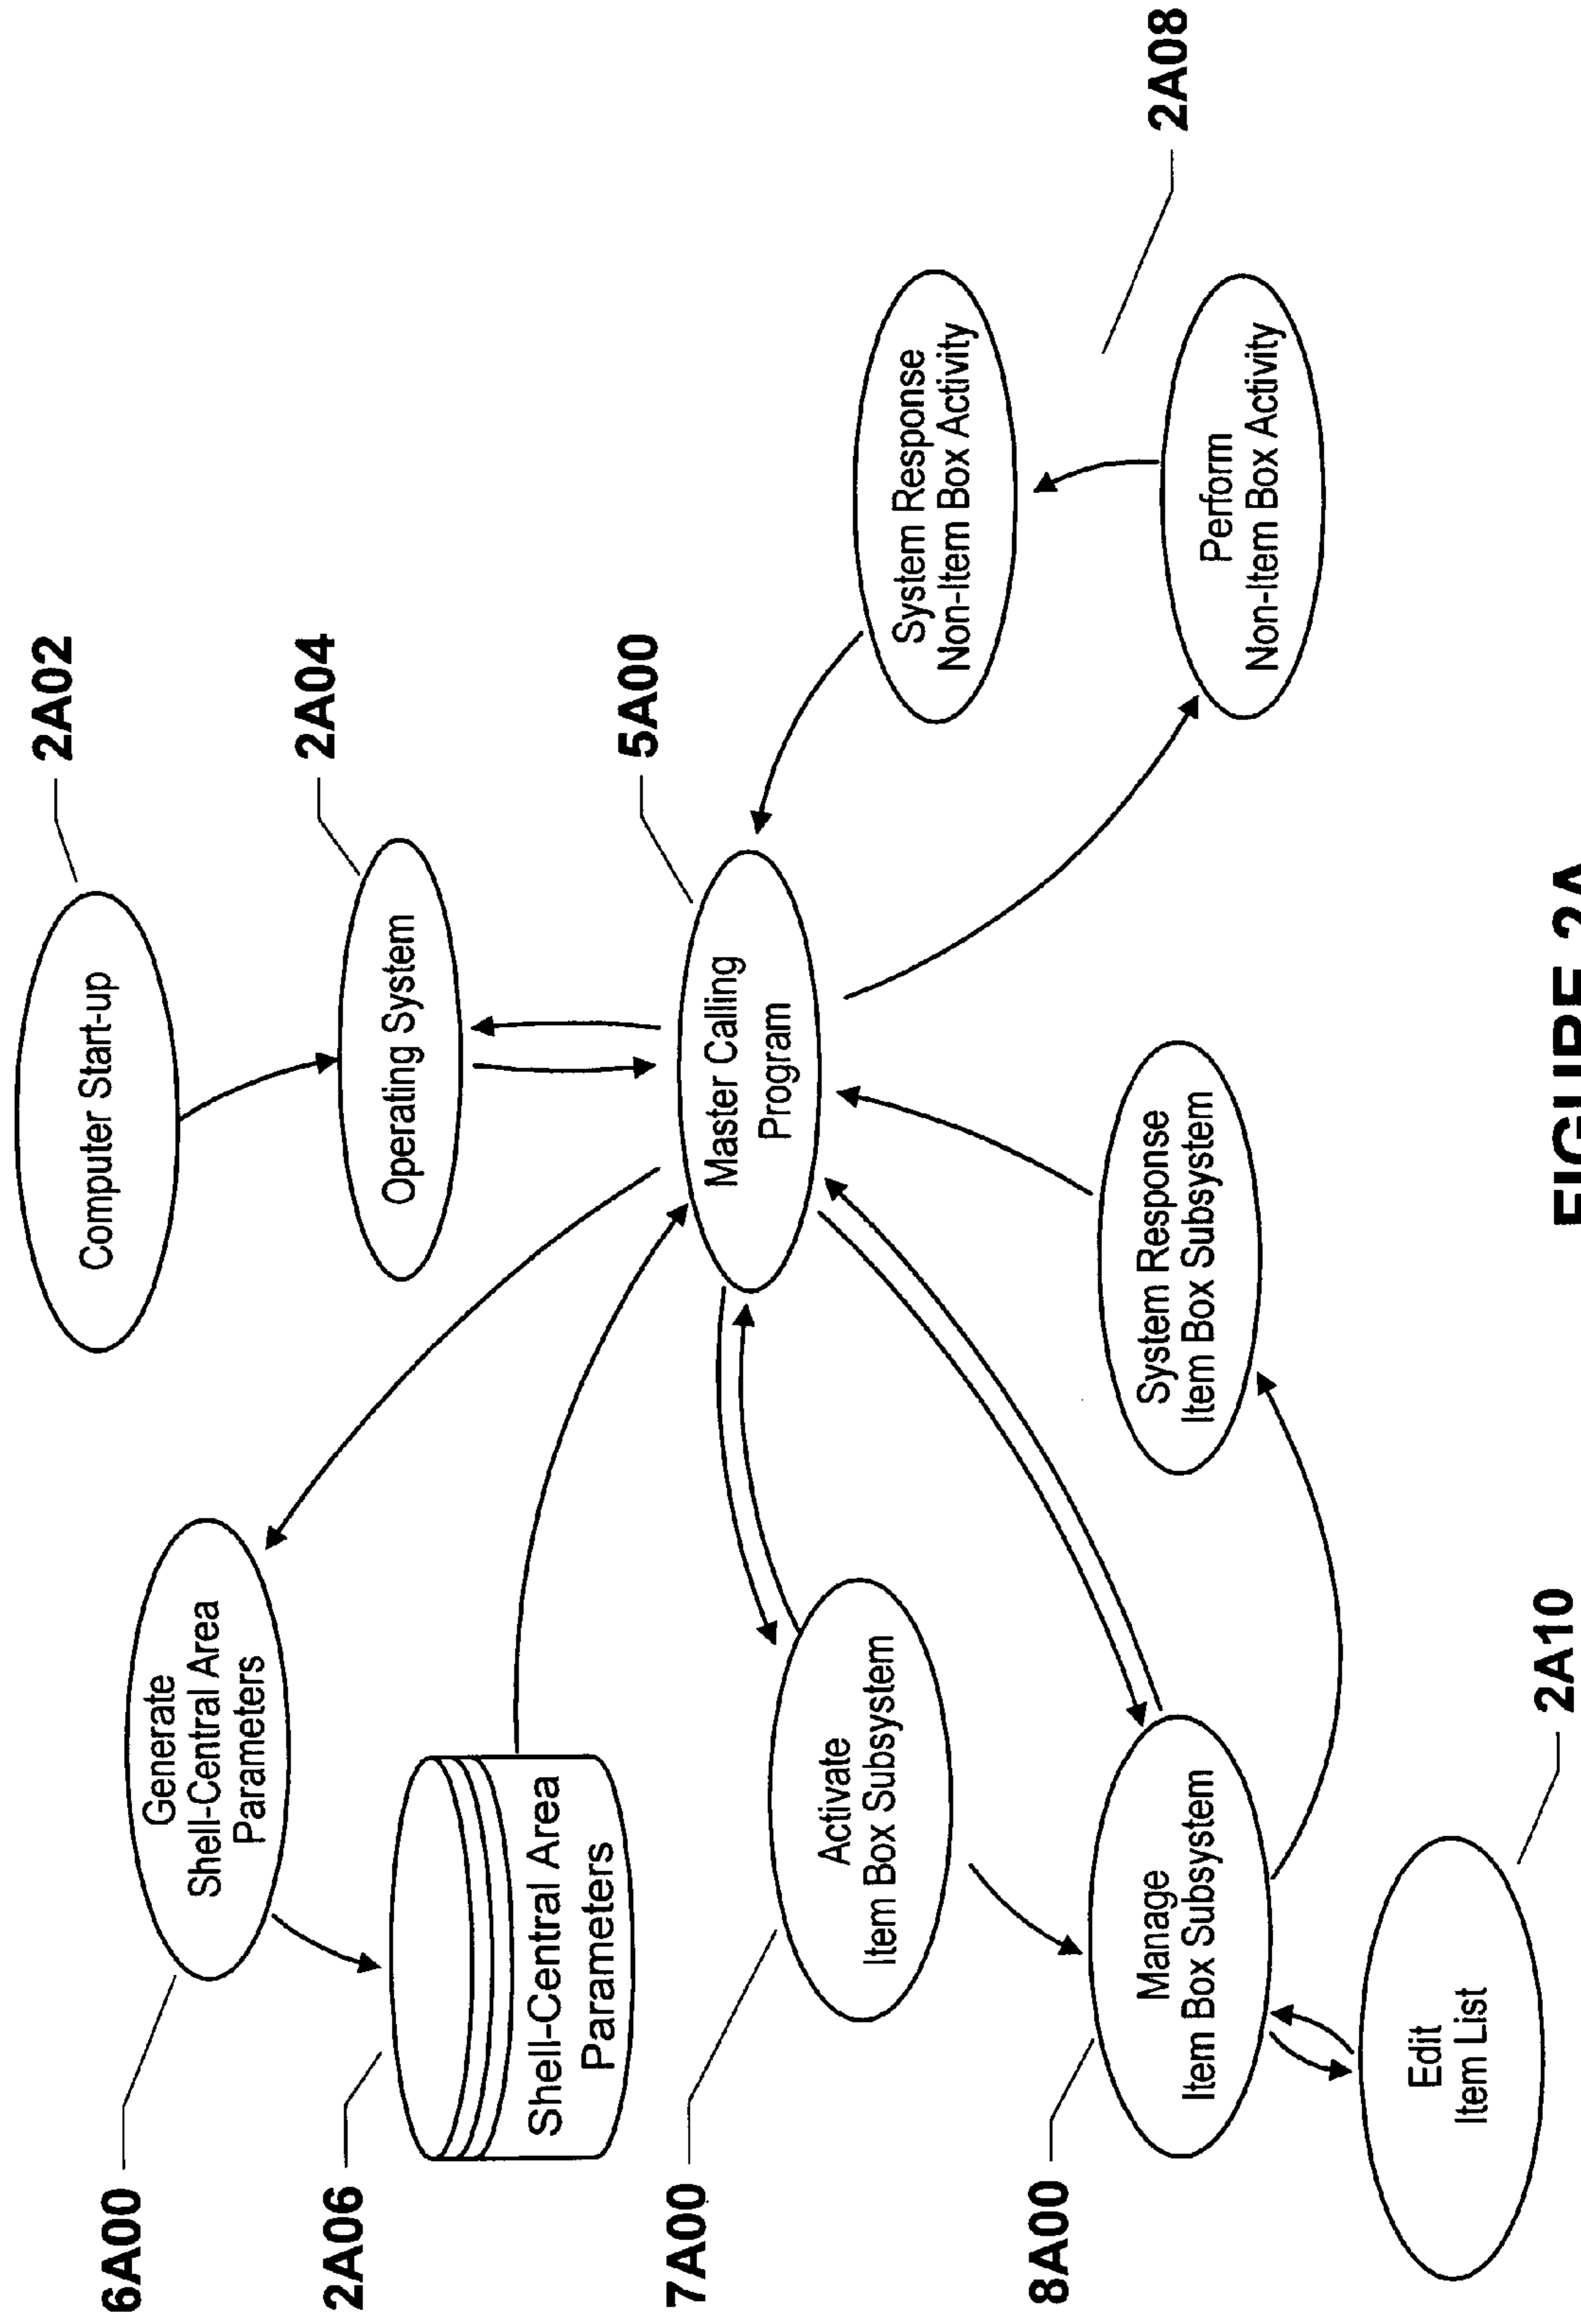 2A02
Computer Start-up
2A04
Operating System
6A00
Generate
Shell-Central Area
Parameters
2A06
Shell-Central Area
Parameters
5A00
Master Calling
Program
7A00
Activate
Item Box Subsystem
System Response
Non-Item Box Activity
2A08
8A00
Manage
Item Box Subsystem
System Response
Item Box Subsystem
Perform
Non-Item Box Activity
Edit
Item List
2A10
FIGURE 2A